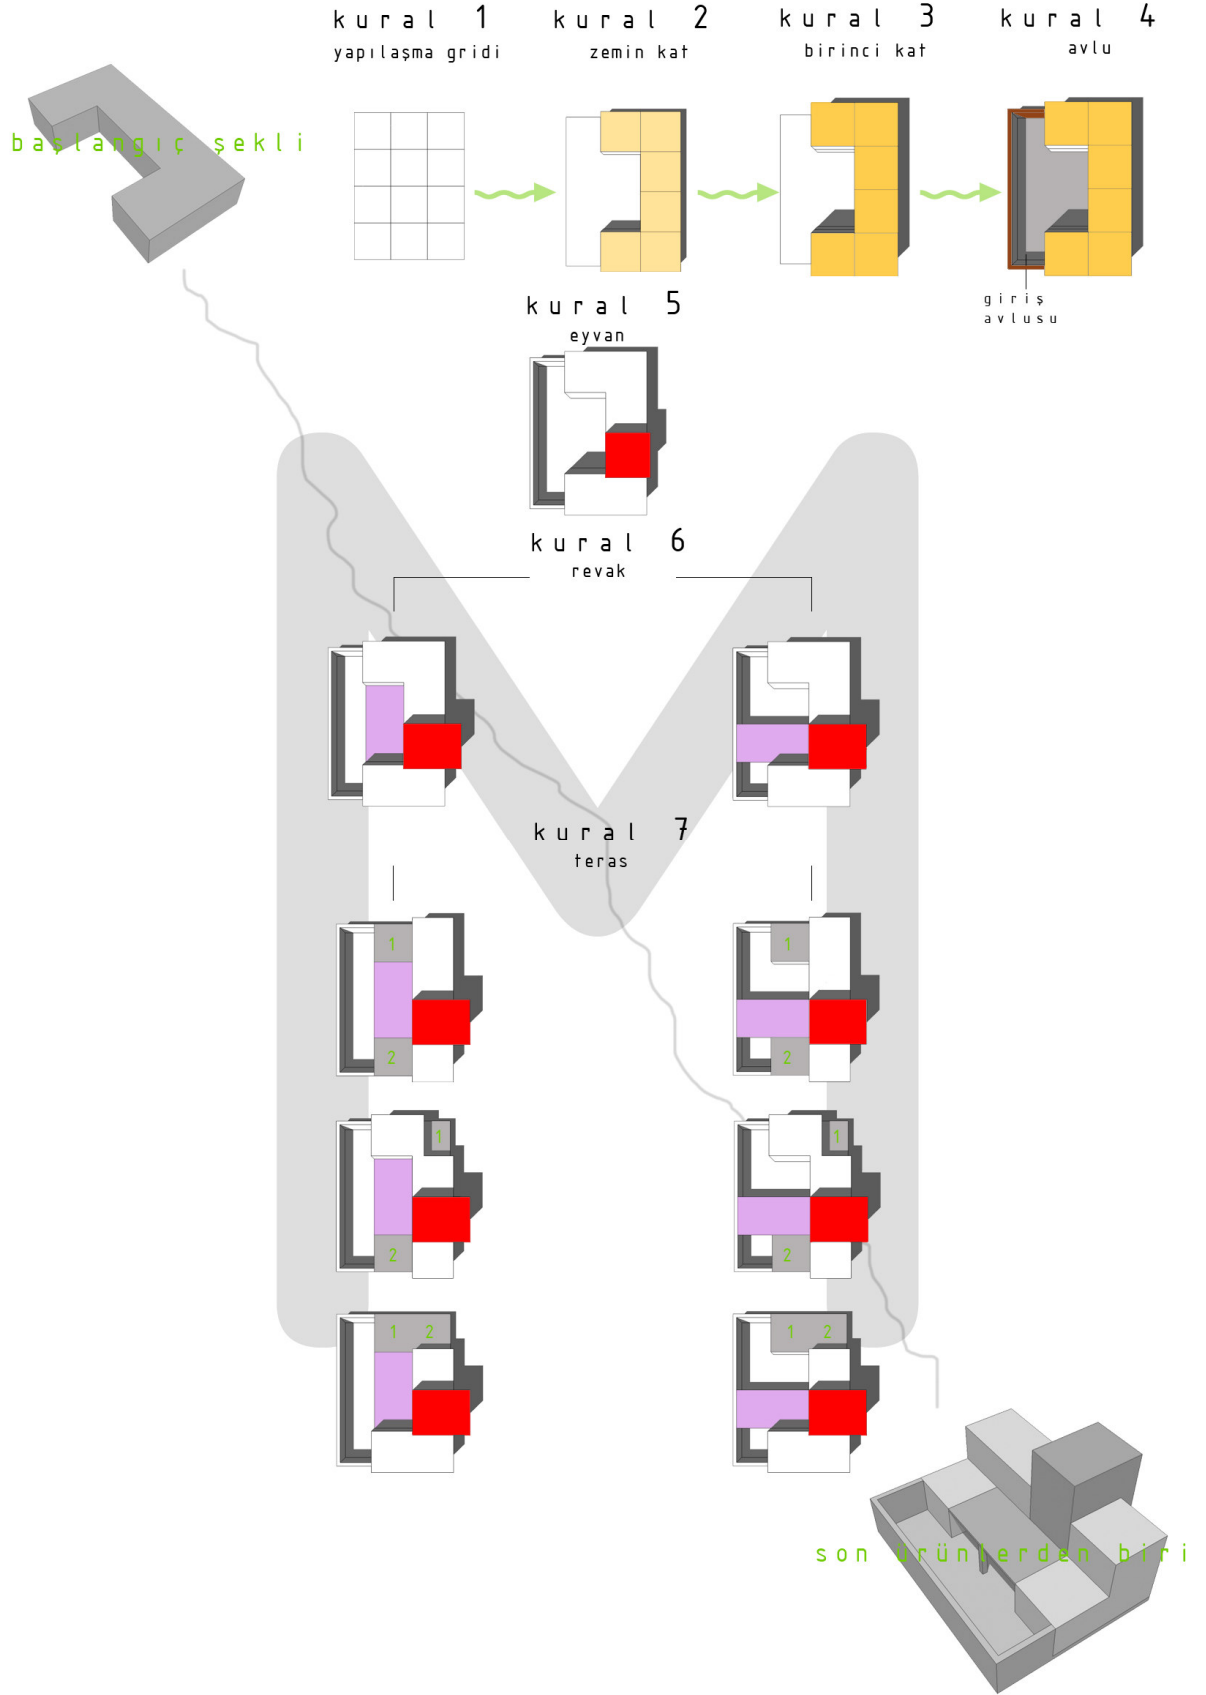 kural 1
yapılaşma gridi
kural 2
zemin kat
kural 3
birinci kat
kural 4
avlu
başlangıç şekli
giriş
avlusu
kural 5
eyvan
kural 6
revak
kural 7
teras
1
2
1
2
1
2
1
2
1 2
1 2
son ürünlerden biri